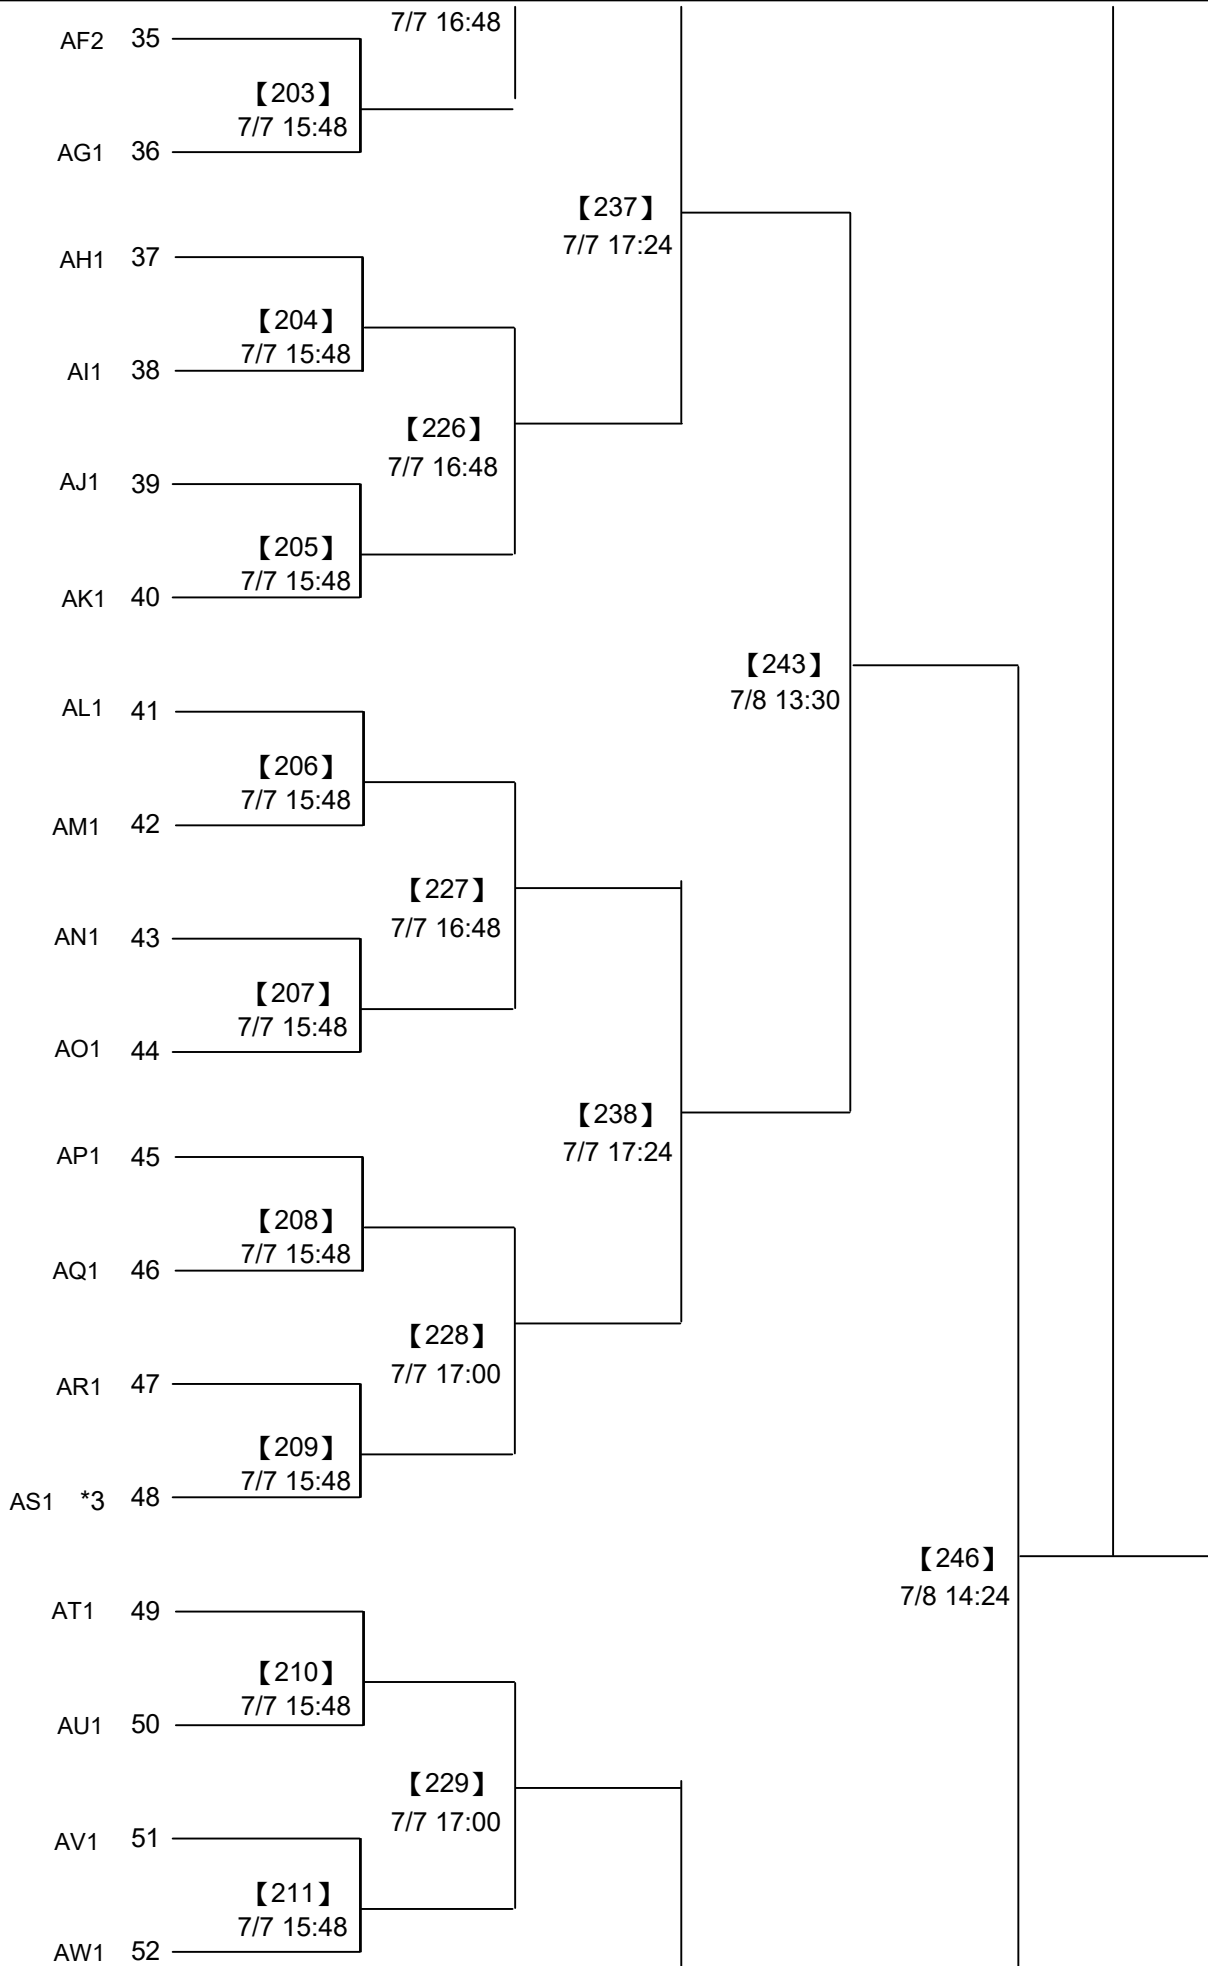 7/7 16:48
AF2 35
【203】
7/7 15:48
AG1 36
【237】
7/7 17:24
AH1 37
【204】
7/7 15:48
AI1 38
【226】
7/7 16:48
AJ1 39
【205】
7/7 15:48
AK1 40
【243】
7/8 13:30
AL1 41
【206】
7/7 15:48
AM1 42
【227】
7/7 16:48
AN1 43
【207】
7/7 15:48
AO1 44
【238】
7/7 17:24
AP1 45
【208】
7/7 15:48
AQ1 46
【228】
7/7 17:00
AR1 47
【209】
7/7 15:48
AS1 *3 48
【246】
7/8 14:24
AT1 49
【210】
7/7 15:48
AU1 50
【229】
7/7 17:00
AV1 51
【211】
7/7 15:48
AW1 52